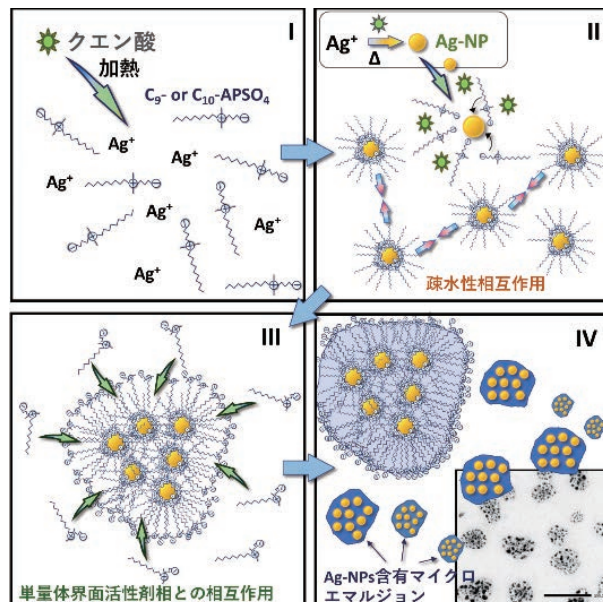 I
クエン酸
加熱
C₉- or C₁₀-APSO₄
Ag⁺
Ag⁺
Ag⁺
Ag⁺
Ag⁺
Ag⁺
Ag⁺
II
Ag⁺
Δ
Ag-NP
疎水性相互作用
III
単量体界面活性剤相との相互作用
IV
Ag-NPs含有マイクロ
エマルジョン